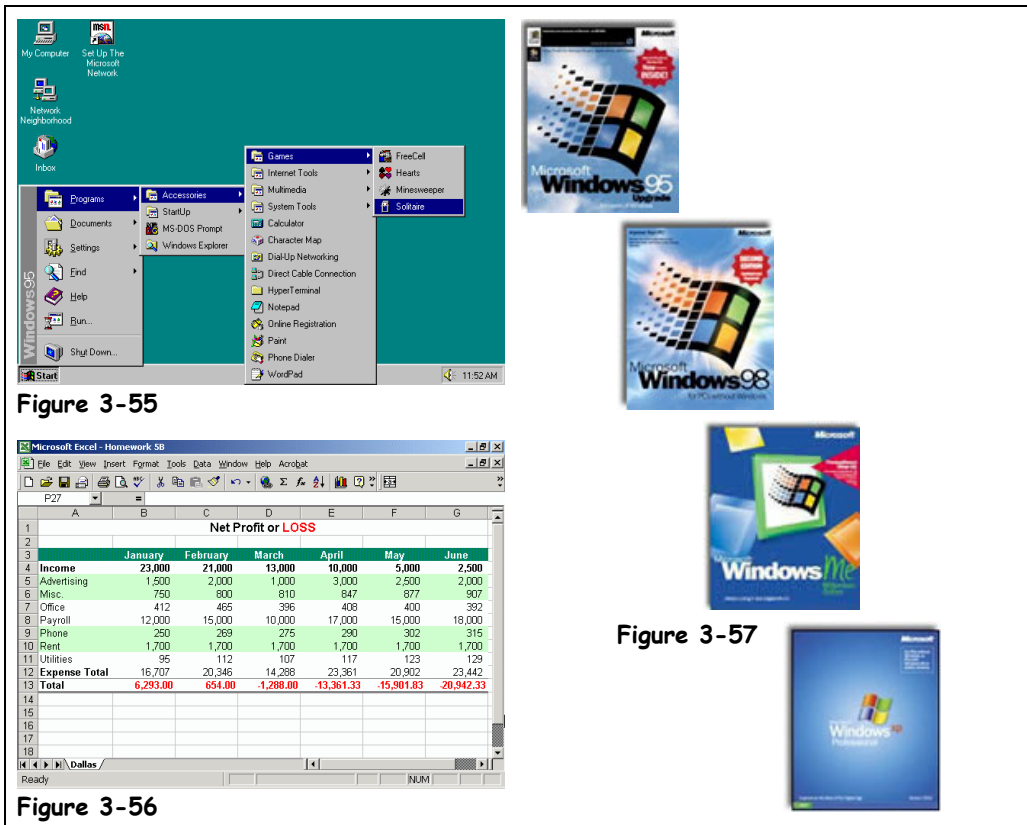 My Computer
Set Up The
Microsoft
Network
Network
Neighborhood
Inbox
Windows95
Programs
Documents
Settings
Find
Help
Run...
Shut Down...
Accessories
StartUp
MS-DOS Prompt
Windows Explorer
Games
Internet Tools
Multimedia
System Tools
Calculator
Character Map
Dial-Up Networking
Direct Cable Connection
HyperTerminal
Notepad
Online Registration
Paint
Phone Dialer
WordPad
FreeCell
Hearts
Minesweeper
Solitaire
Start
11:52 AM
Figure 3-55
Microsoft Excel - Homework 5B
File Edit View Insert Format Tools Data Window Help Acrobat
P27 =
A B C D E F G
1 Net Profit or LOSS
2
3 January February March April May June
4 Income 23,000 21,000 13,000 10,000 5,000 2,500
5 Advertising 1,500 2,000 1,000 3,000 2,500 2,000
6 Misc. 750 800 810 847 877 907
7 Office 412 465 396 408 400 392
8 Payroll 12,000 15,000 10,000 17,000 15,000 18,000
9 Phone 250 269 275 290 302 315
10 Rent 1,700 1,700 1,700 1,700 1,700 1,700
11 Utilities 95 112 107 117 123 129
12 Expense Total 16,707 20,346 14,288 23,361 20,902 23,442
13 Total 6,293.00 654.00 -1,288.00 -13,361.33 -15,901.83 -20,942.33
14
15
16
17
18
Dallas
Ready NUM
Figure 3-56
Microsoft
INSIDE!
Microsoft
Windows95
Upgrade
Microsoft
SECOND
EDITION
Microsoft
Windows98
for PCs without Windows
Microsoft
Microsoft
Windows Me
Figure 3-57
Microsoft
Microsoft
Windows xp
Professional